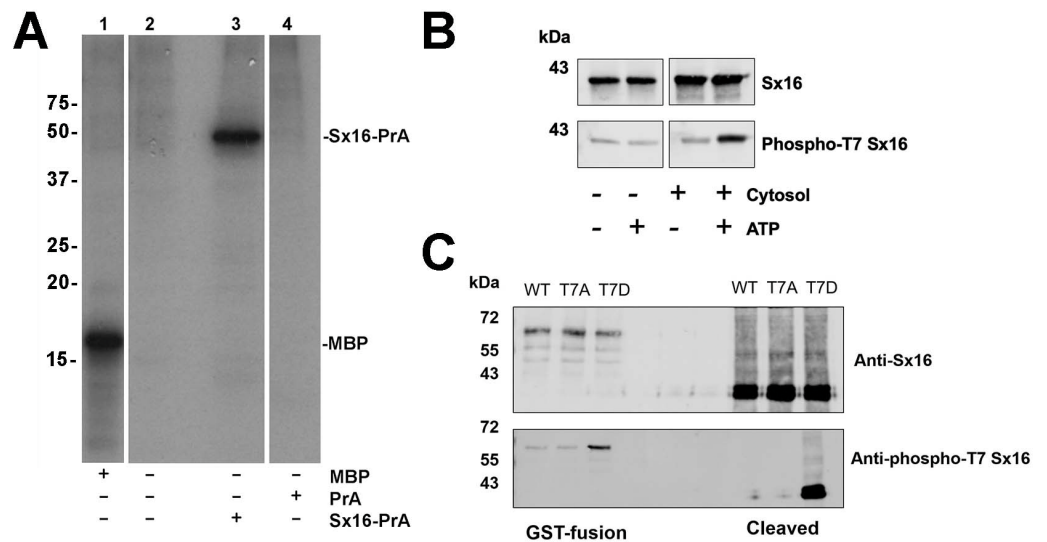 A
1 2 3 4
75-
50-
37-
25-
20-
15-
-Sx16-PrA
-MBP
+ - - - MBP
- - - + PrA
- - + - Sx16-PrA
B
kDa
43
Sx16
43
Phospho-T7 Sx16
- - + + Cytosol
- + - + ATP
C
kDa
WT T7A T7D WT T7A T7D
72
55
43
Anti-Sx16
72
55
43
Anti-phospho-T7 Sx16
GST-fusion Cleaved